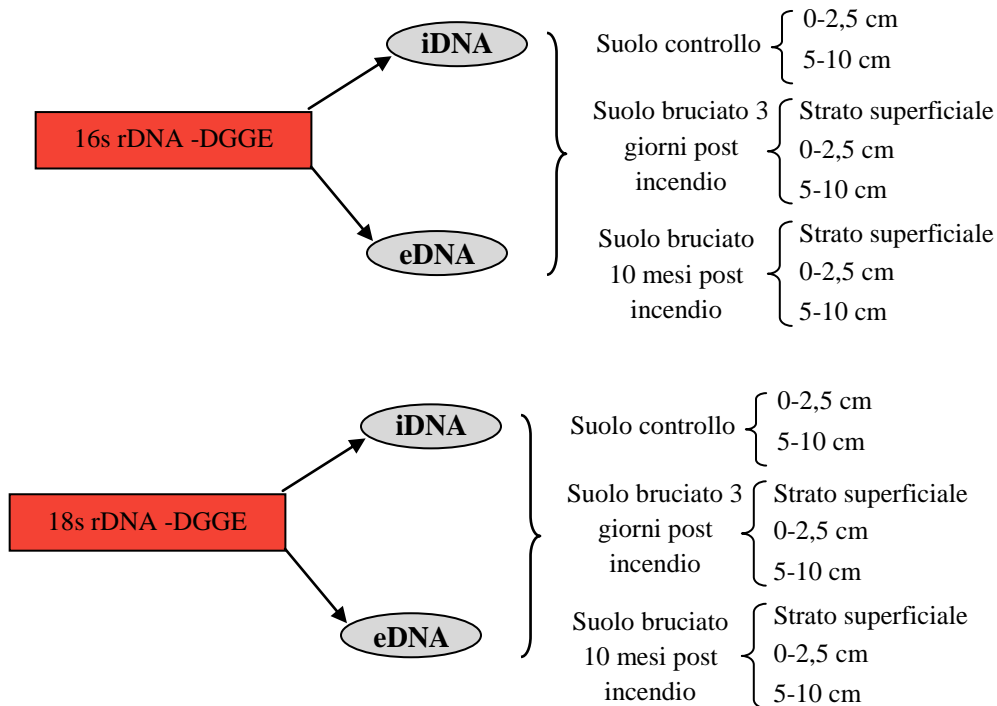 16s rDNA -DGGE
iDNA
eDNA
Suolo controllo
0-2,5 cm
5-10 cm
Suolo bruciato 3
giorni post
incendio
Strato superficiale
0-2,5 cm
5-10 cm
Suolo bruciato
10 mesi post
incendio
Strato superficiale
0-2,5 cm
5-10 cm
18s rDNA -DGGE
iDNA
eDNA
Suolo controllo
0-2,5 cm
5-10 cm
Suolo bruciato 3
giorni post
incendio
Strato superficiale
0-2,5 cm
5-10 cm
Suolo bruciato
10 mesi post
incendio
Strato superficiale
0-2,5 cm
5-10 cm